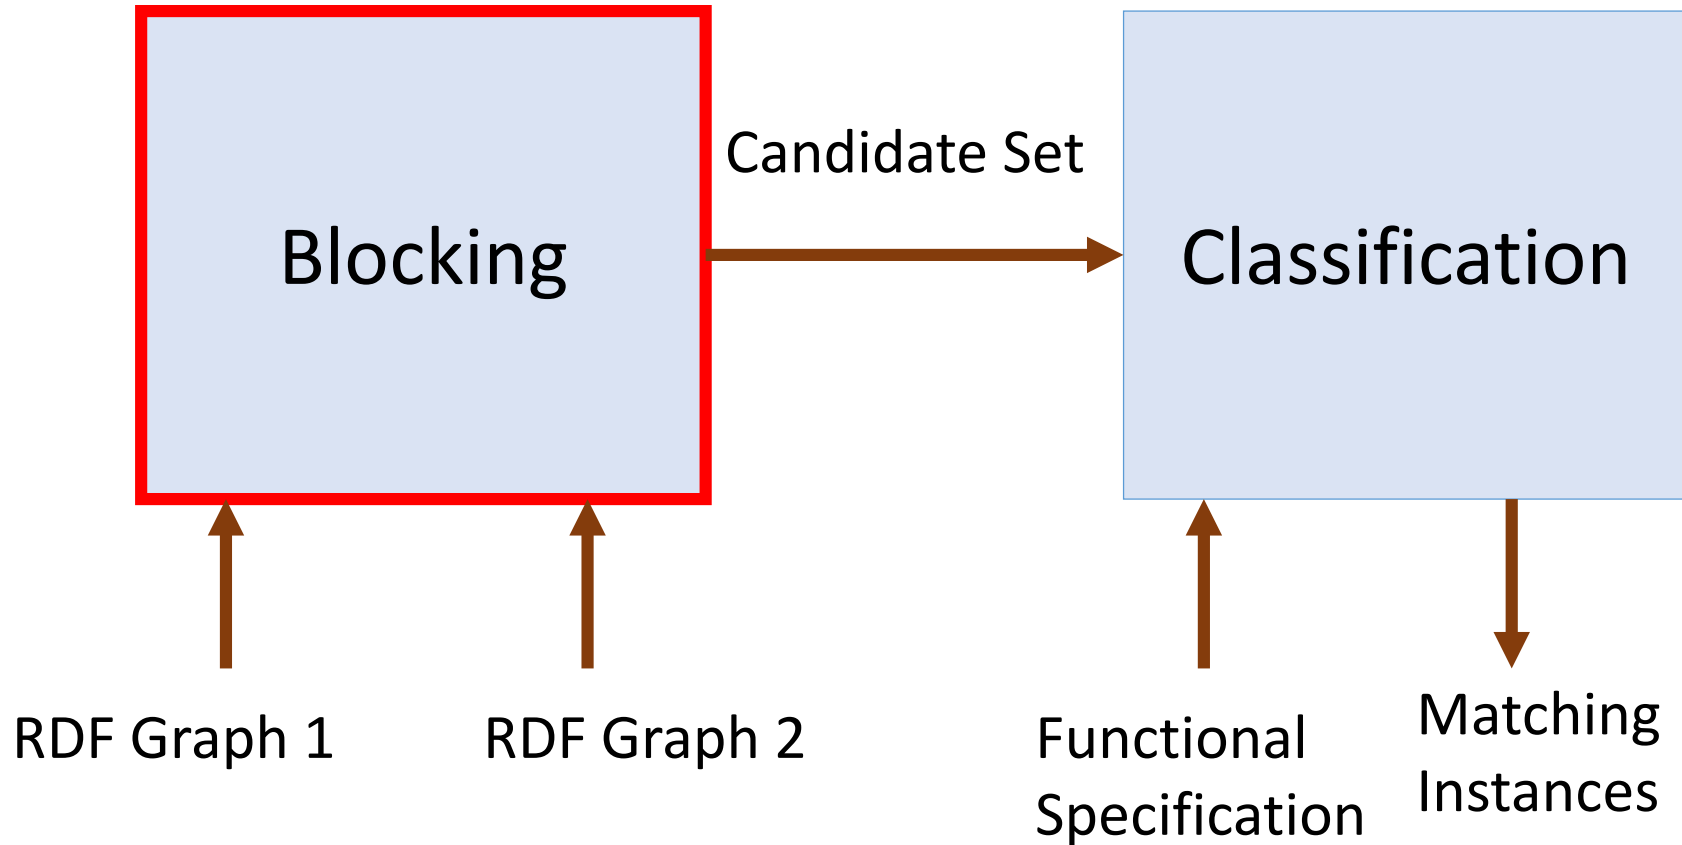 Candidate Set
Blocking
Classification
RDF Graph 1
RDF Graph 2
Functional
Specification
Matching
Instances